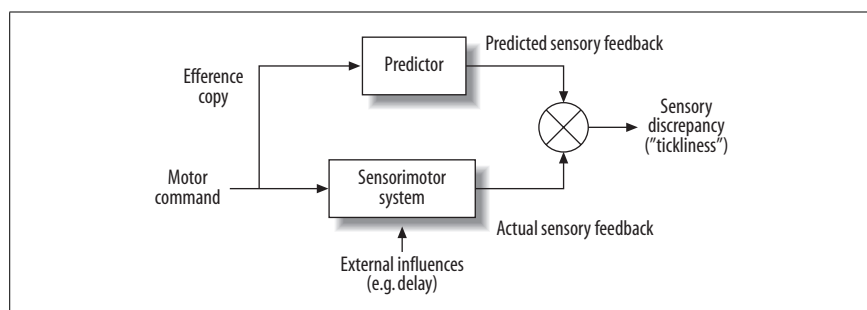 Predicted sensory feedback
Predictor
Efference
copy
Sensory
discrepancy
("tickliness")
Motor
command
Sensorimotor
system
Actual sensory feedback
External influences
(e.g. delay)